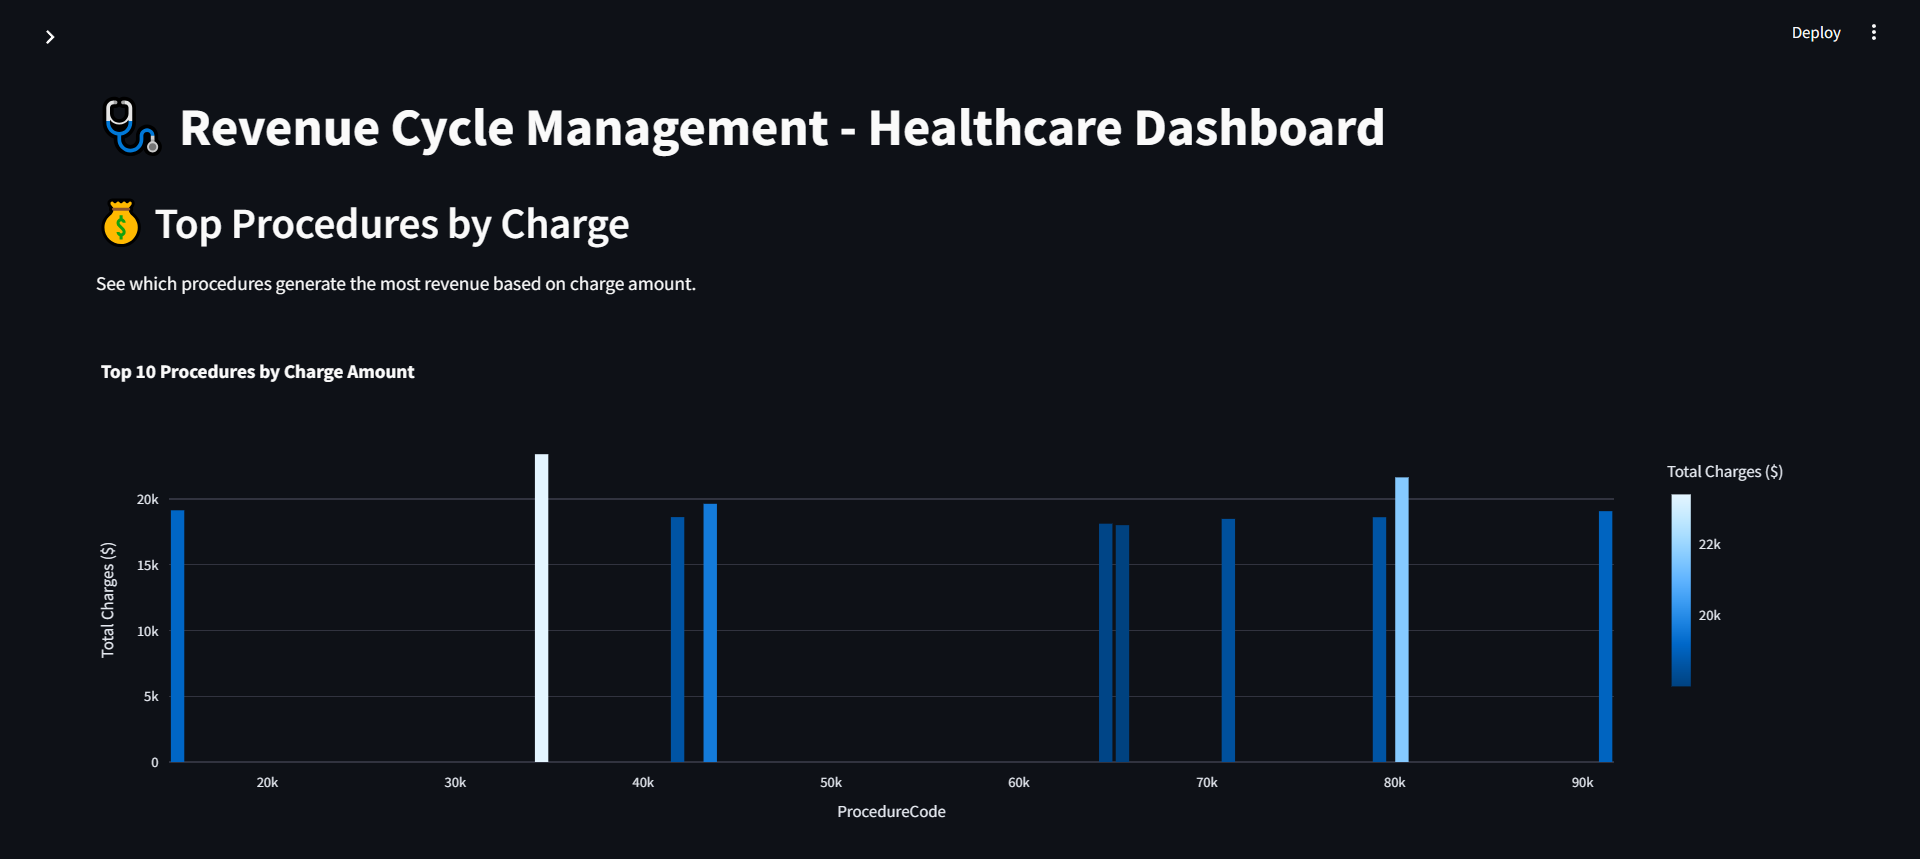 Deploy
Revenue Cycle Management - Healthcare Dashboard
Top Procedures by Charge
See which procedures generate the most revenue based on charge amount.
Top 10 Procedures by Charge Amount
Total Charges ($)
20k
15k
10k
5k
0
20k
30k
40k
50k
60k
70k
80k
90k
ProcedureCode
Total Charges ($)
22k
20k